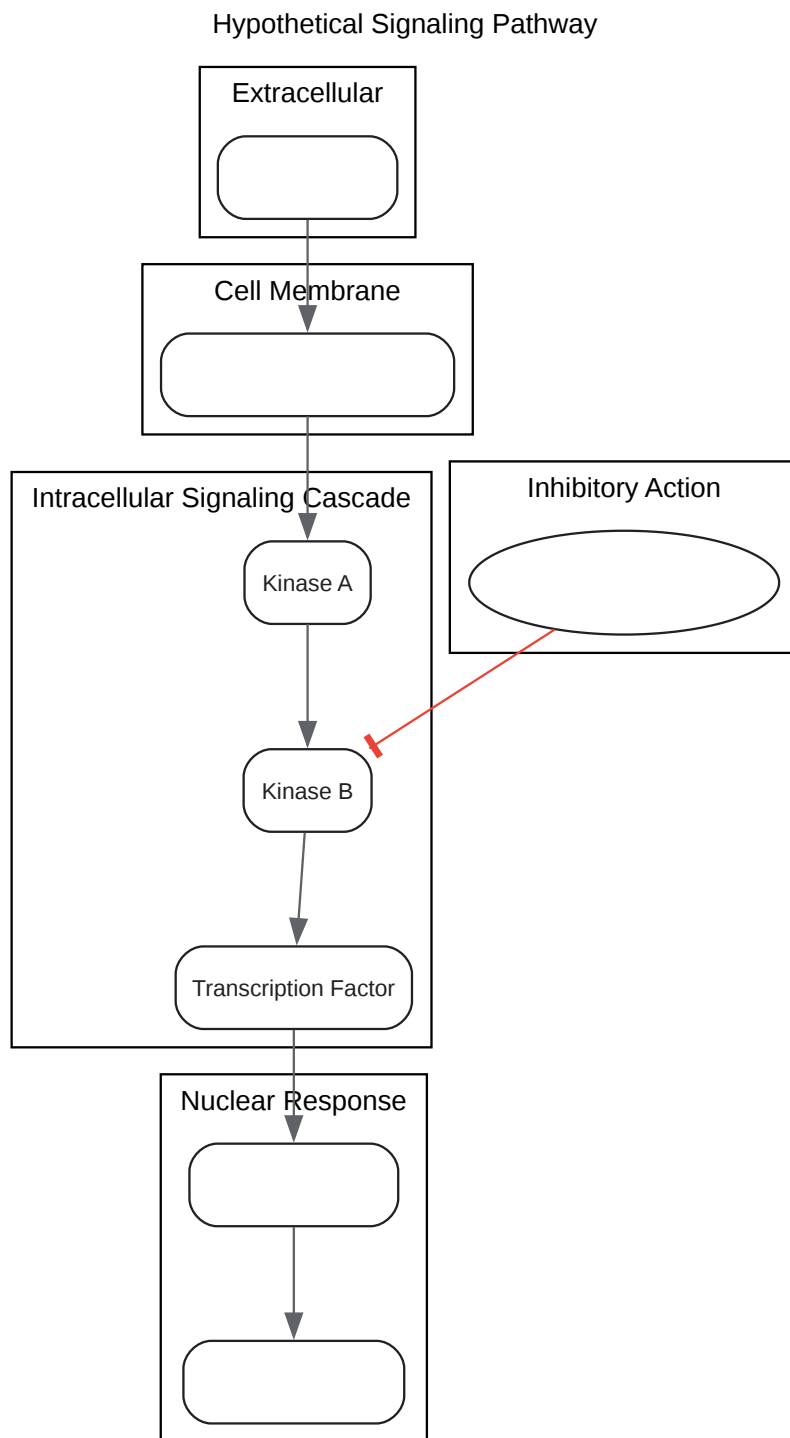 Hypothetical Signaling Pathway
Extracellular
Cell Membrane
Intracellular Signaling Cascade
Inhibitory Action
Kinase A
Kinase B
Transcription Factor
Nuclear Response